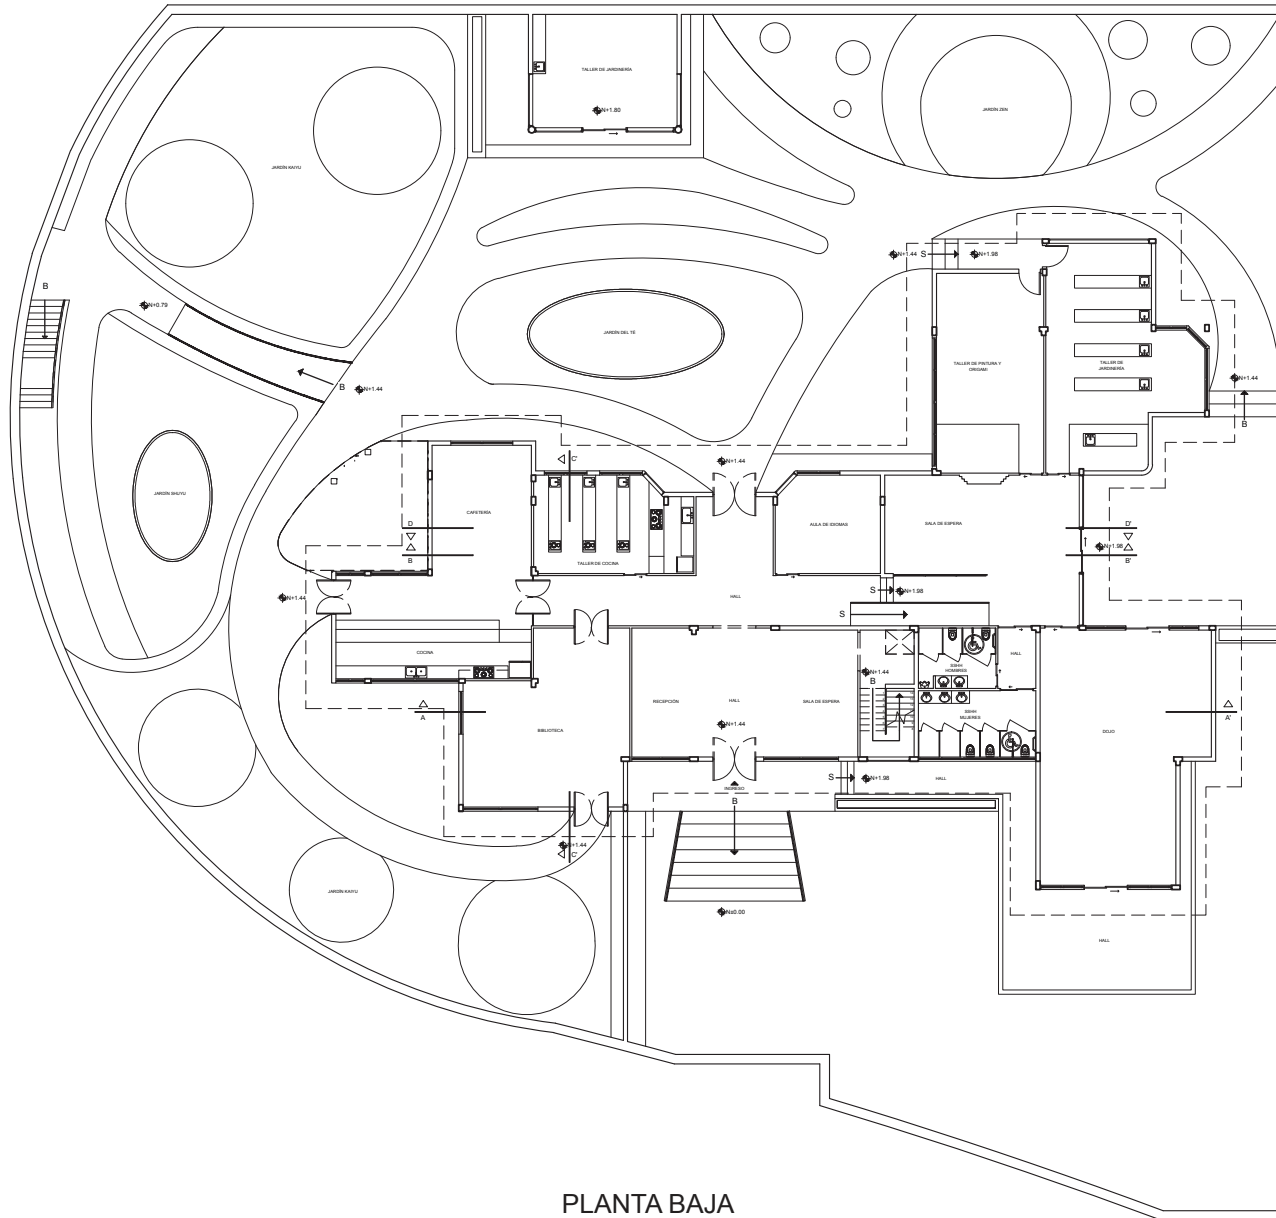 TALLER DE JARDINERÍA
N+1.80
JARDÍN ZEN
JARDÍN KAIYU
N+1.44
S
N+1.98
B
N+0.79
JARDÍN DEL TÉ
TALLER DE PINTURA Y
ORIGAMI
TALLER DE
JARDINERÍA
N+1.44
B
N+1.44
B
C'
N+1.44
JARDÍN SHUYU
CAFETERÍA
AULA DE IDIOMAS
SALA DE ESPERA
D
B
D'
N+1.98
B'
TALLER DE COCINA
N+1.44
HALL
S
N+1.98
S
COCINA
SSHH
HOMBRES
HALL
N+1.44
B
RECEPCIÓN
HALL
SALA DE ESPERA
SSHH
MUJERES
A
A'
N+1.44
BIBLIOTECA
DOJO
S
N+1.98
HALL
INGRESO
B
N+1.44
C'
JARDÍN KAIYU
N±0.00
HALL
PLANTA BAJA